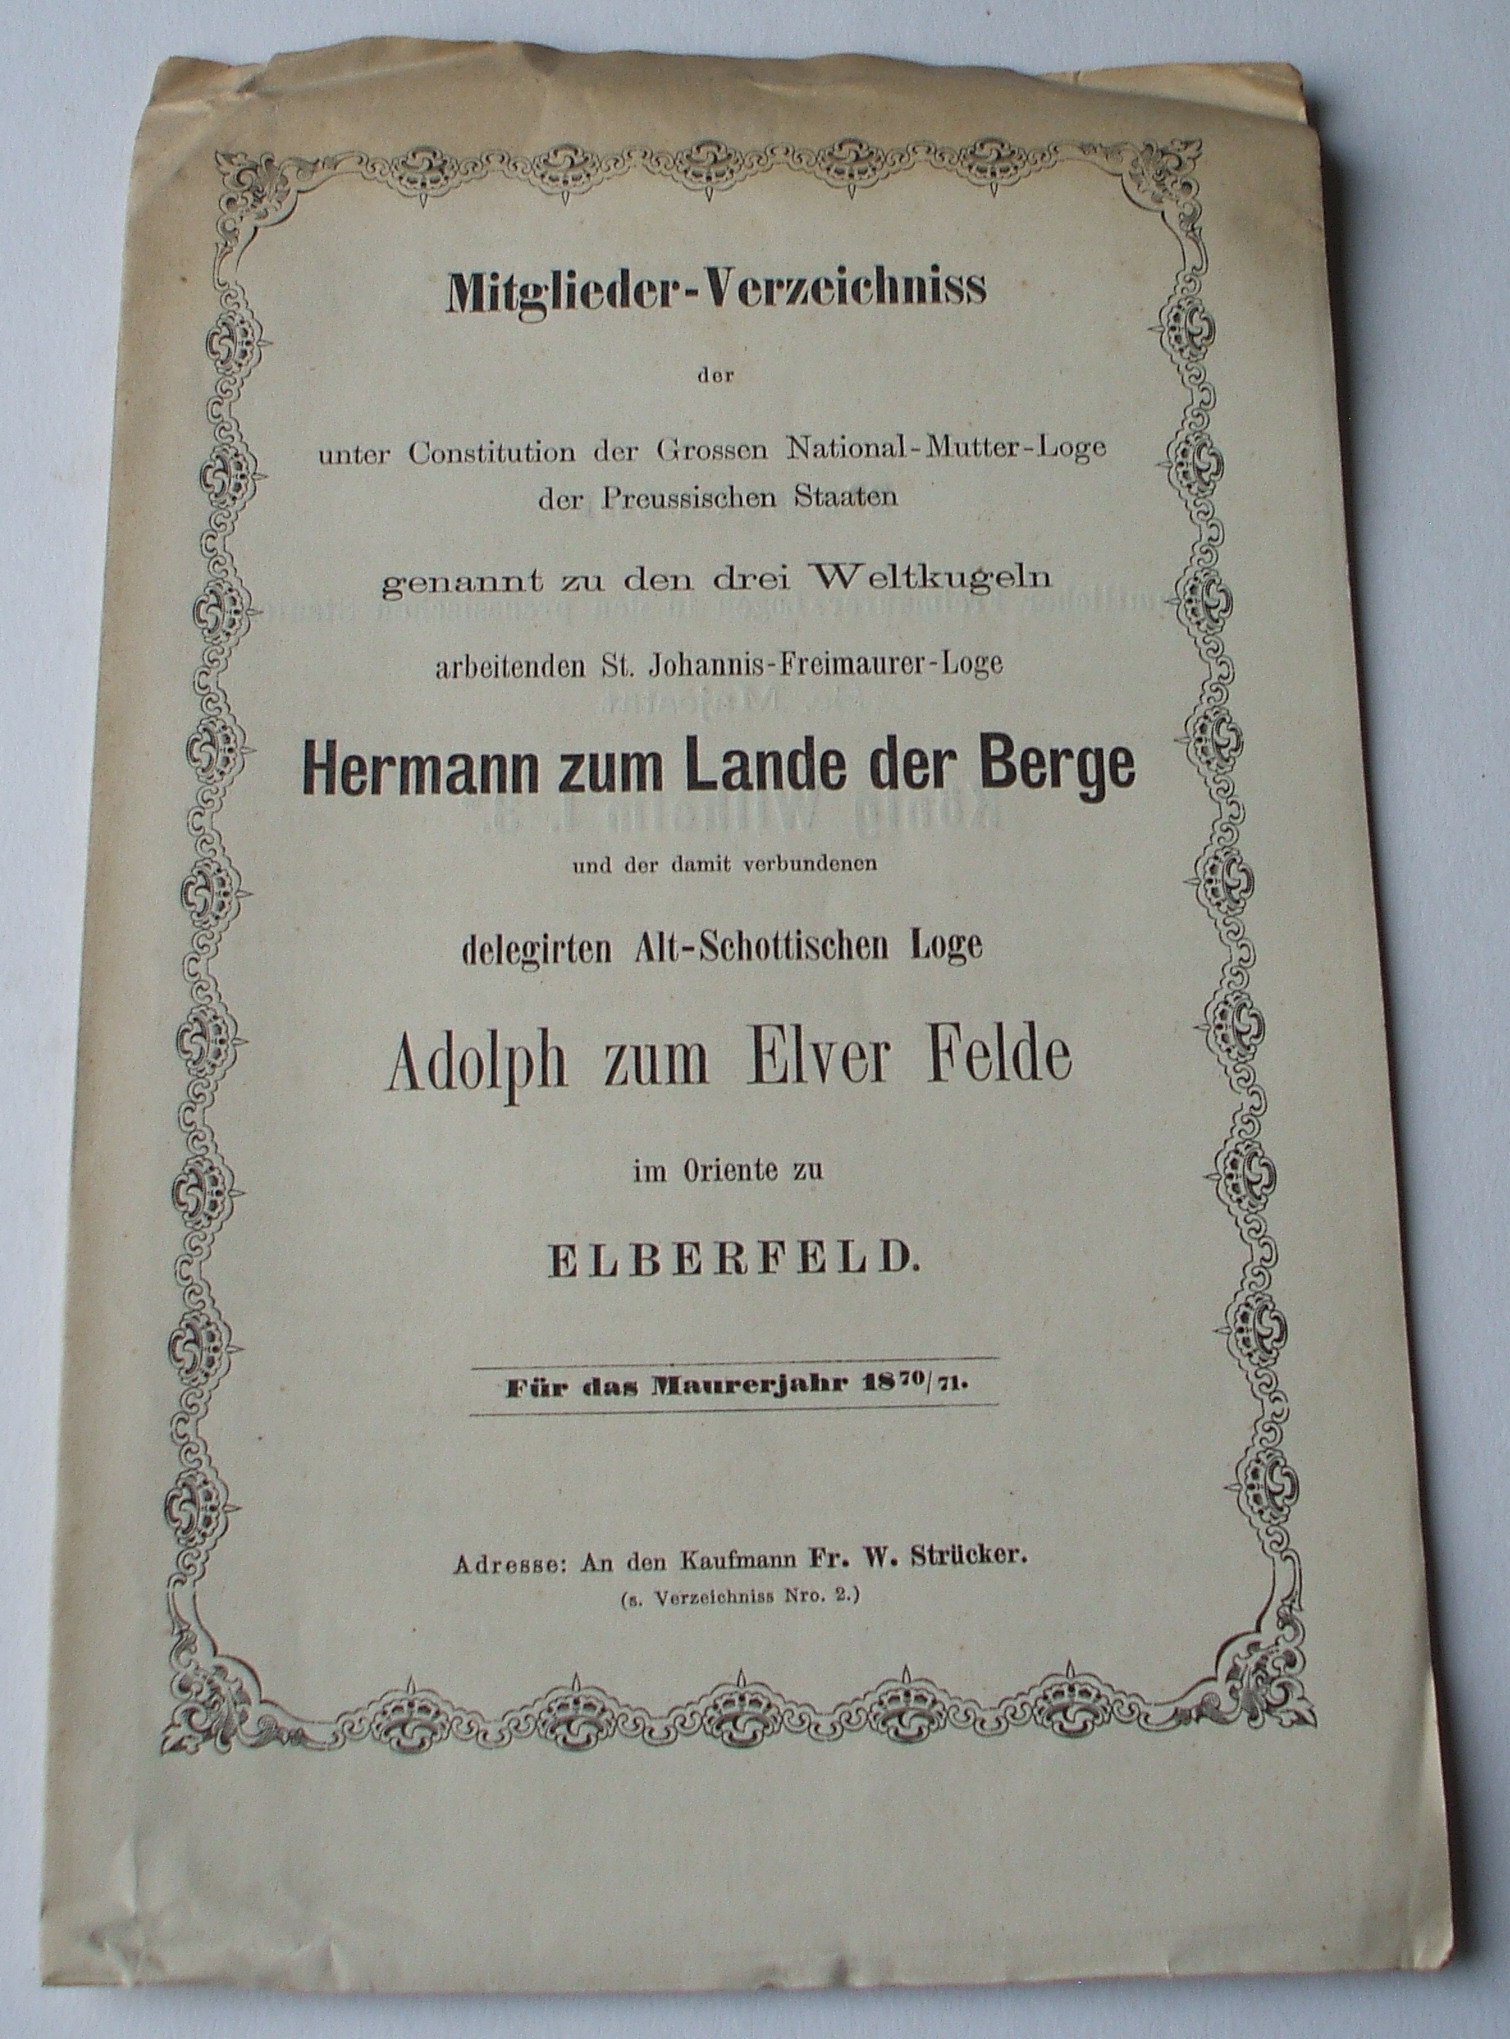 Mitglieder-Verzeichniss
der
unter Constitution der Grossen National-Mutter-Loge
der Preussischen Staaten
genannt zu den drei Weltkugeln
arbeitenden St. Johannis-Freimaurer-Loge
Hermann zum Lande der Berge
und der damit verbundenen
delegirten Alt-Schottischen Loge
Adolph zum Elver Felde
im Oriente zu
ELBERFELD.
Für das Maurerjahr 1870/71.
Adresse: An den Kaufmann Fr. W. Strücker.
(s. Verzeichniss Nro. 2.)